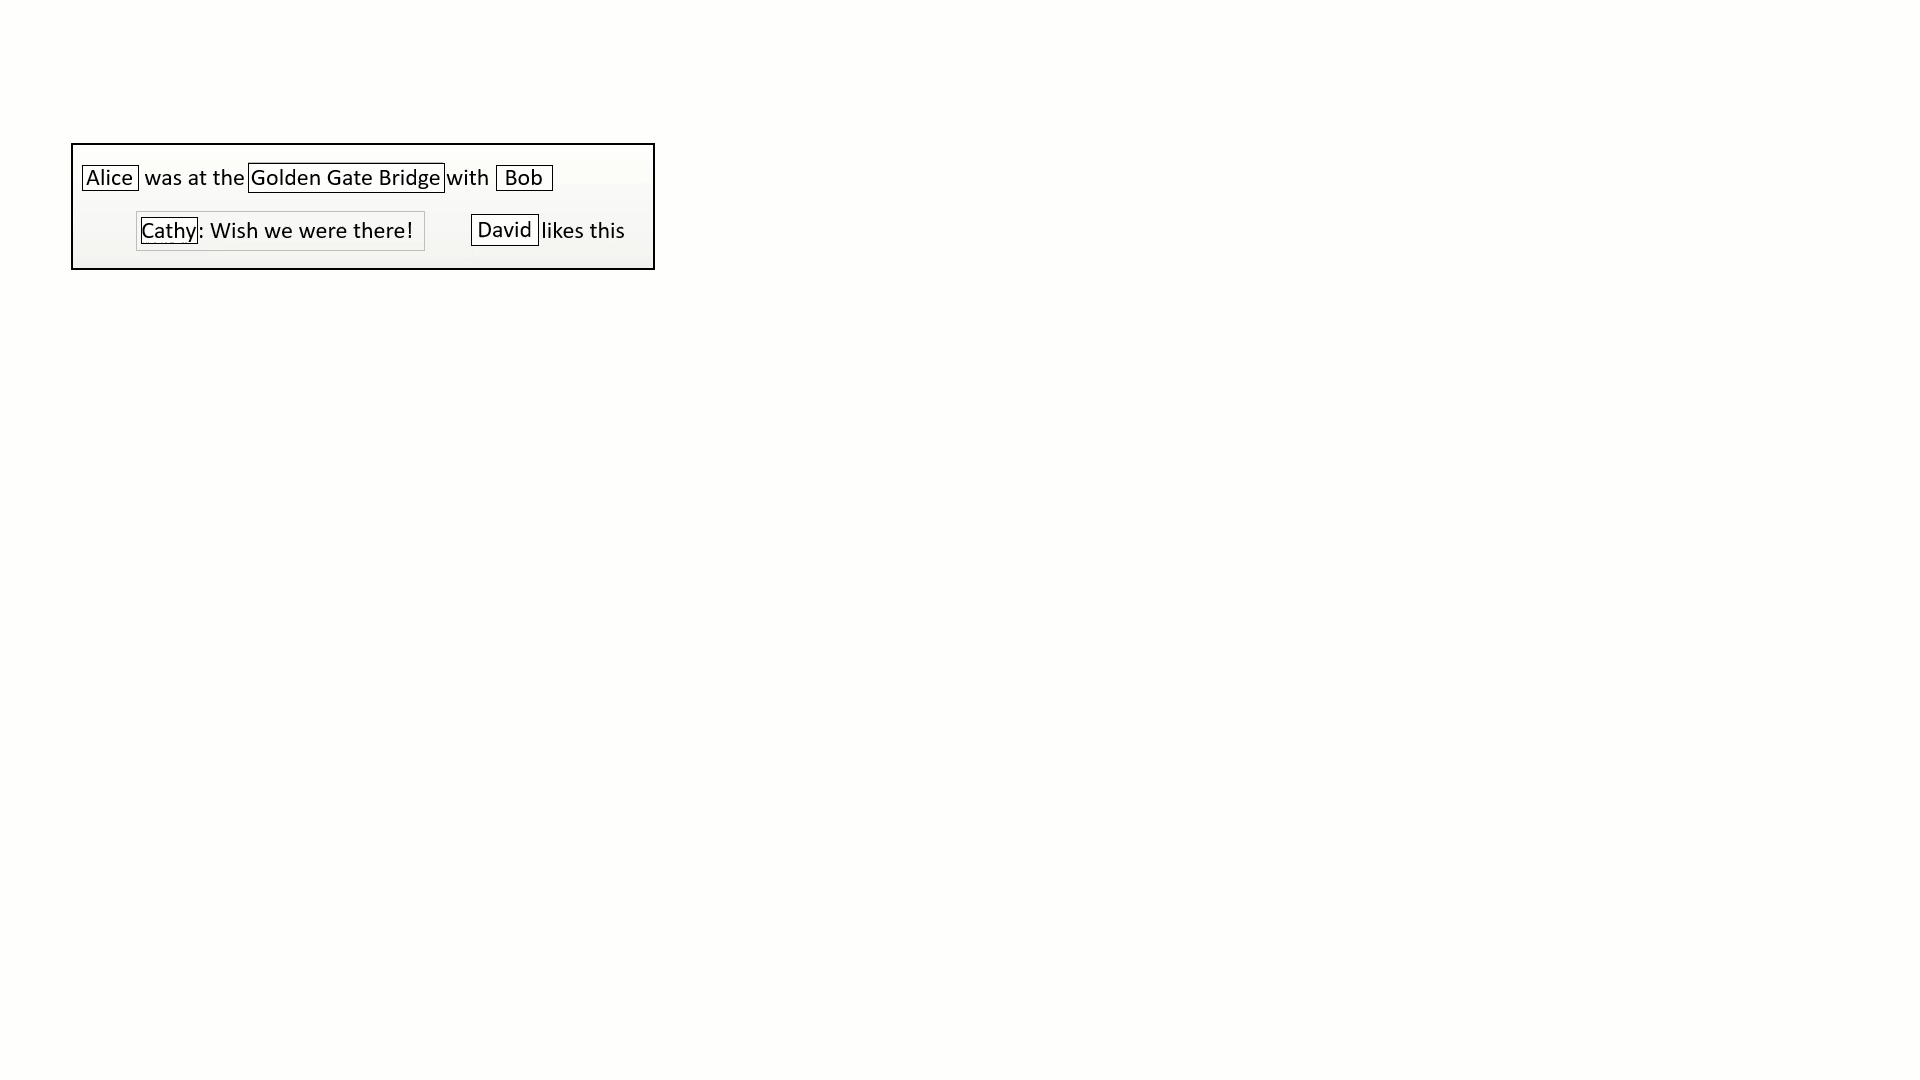 Alice was at the Golden Gate Bridge with Bob
Cathy: Wish we were there! David likes this